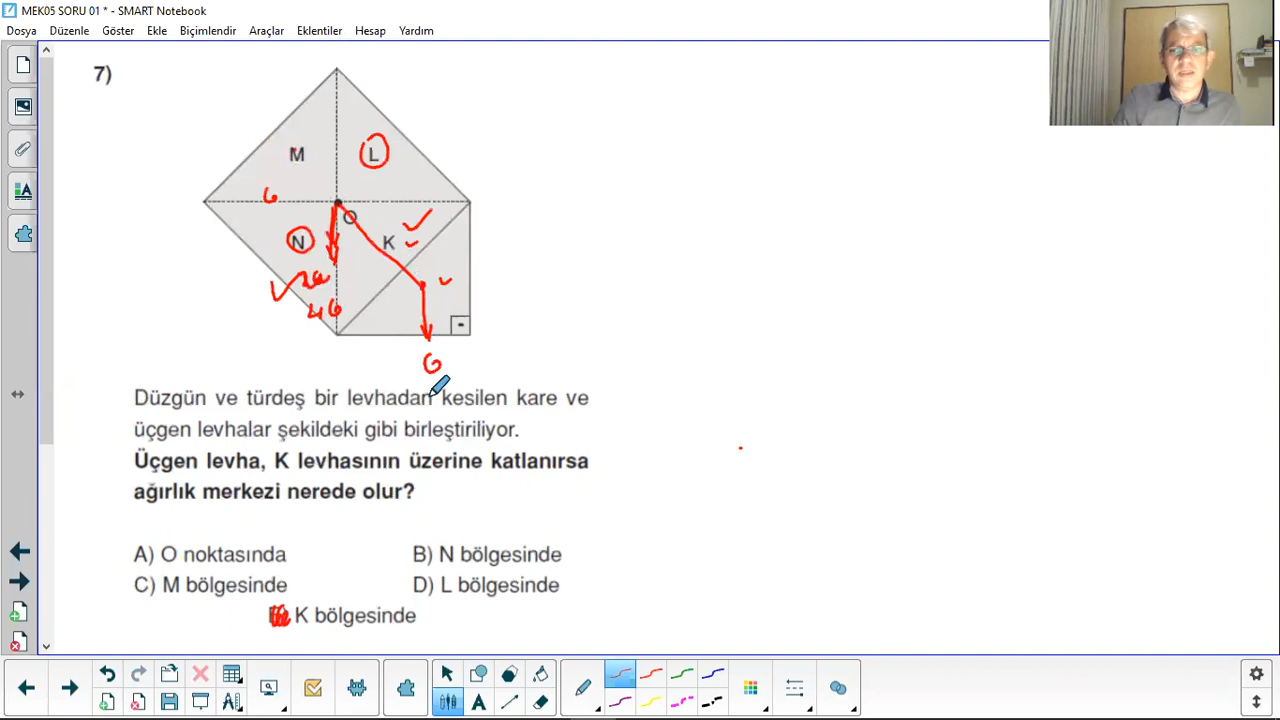 MEK05 SORU 01 * - SMART Notebook
Dosya Düzenle Göster Ekle Biçimlendiri Araçlar Eklentiler Hesap Yardım
7)
M
L
G
O
N
K
2G
4G
G
Düzgün ve türdeş bir levhadan kesilen kare ve
üçgen levhalar şekildeki gibi birleştiriliyor.
Üçgen levha, K levhasının üzerine katlanırsa
ağırlık merkezi nerede olur?
A) O noktasında B) N bölgesinde
C) M bölgesinde D) L bölgesinde
K bölgesinde